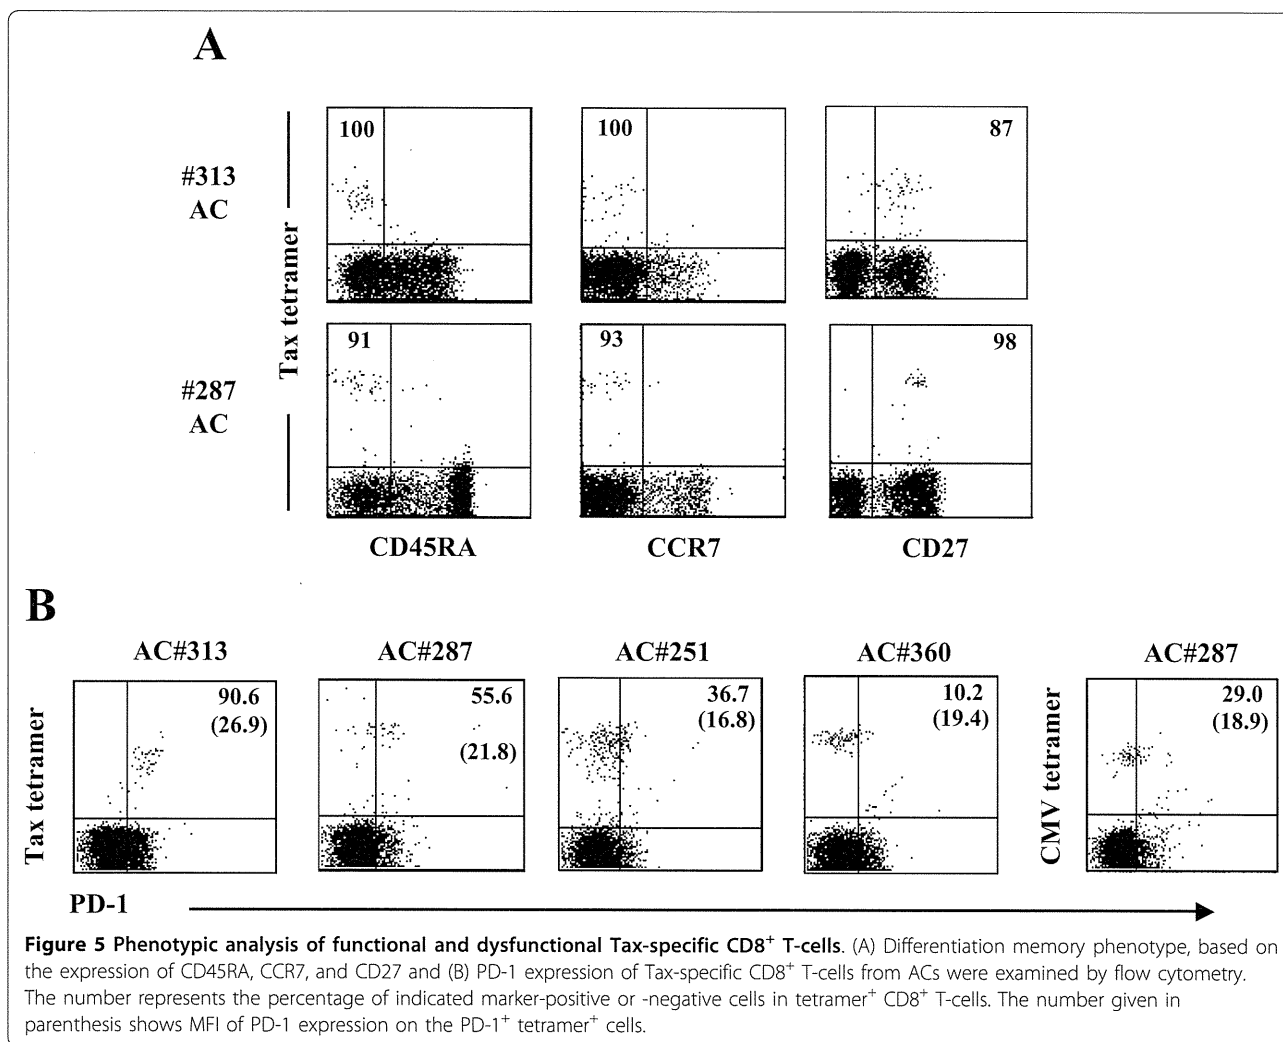 A
#313
AC
100
100
87
Tax tetramer
#287
AC
91
93
98
CD45RA
CCR7
CD27
B
AC#313
AC#287
AC#251
AC#360
AC#287
Tax tetramer
90.6
(26.9)
55.6
(21.8)
36.7
(16.8)
10.2
(19.4)
CMV tetramer
29.0
(18.9)
PD-1
Figure 5 Phenotypic analysis of functional and dysfunctional Tax-specific CD8⁺ T-cells. (A) Differentiation memory phenotype, based on
the expression of CD45RA, CCR7, and CD27 and (B) PD-1 expression of Tax-specific CD8⁺ T-cells from ACs were examined by flow cytometry.
The number represents the percentage of indicated marker-positive or -negative cells in tetramer⁺ CD8⁺ T-cells. The number given in
parenthesis shows MFI of PD-1 expression on the PD-1⁺ tetramer⁺ cells.